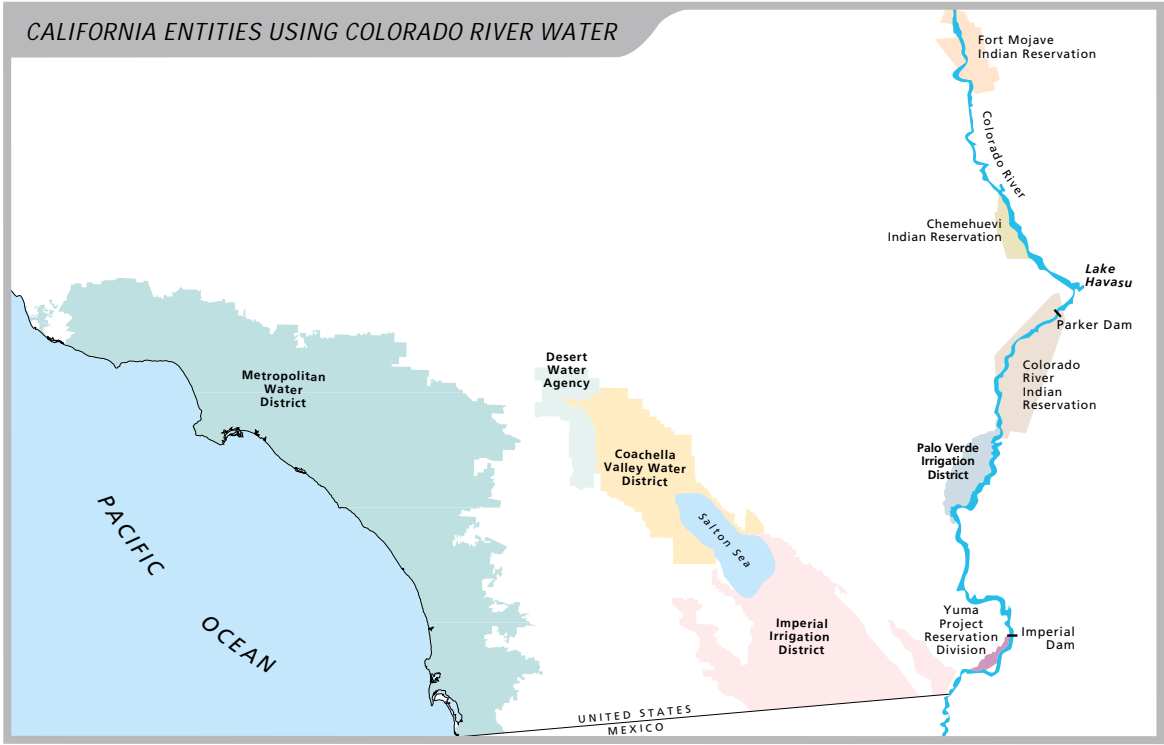 CALIFORNIA ENTITIES USING COLORADO RIVER WATER
Fort Mojave
Indian Reservation
Colorado River
Chemehuevi
Indian Reservation
Lake
Havasu
Parker Dam
Colorado
River
Indian
Reservation
Metropolitan
Water
District
Desert
Water
Agency
Coachella
Valley Water
District
Palo Verde
Irrigation
District
Salton Sea
PACIFIC
OCEAN
Imperial
Irrigation
District
Yuma
Project
Reservation
Division
Imperial
Dam
UNITED STATES
MEXICO